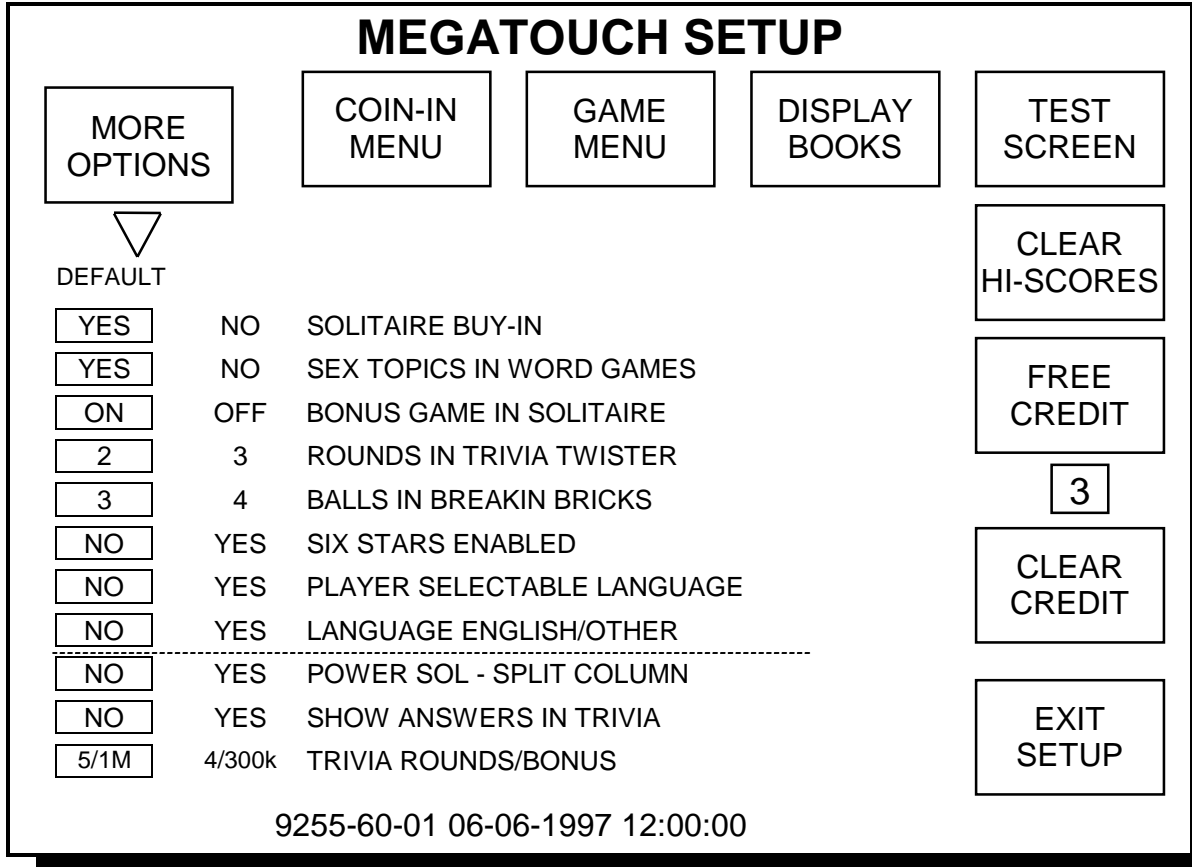 MEGATOUCH SETUP
MORE
OPTIONS
COIN-IN
MENU
GAME
MENU
DISPLAY
BOOKS
TEST
SCREEN
CLEAR
HI-SCORES
FREE
CREDIT
3
CLEAR
CREDIT
EXIT
SETUP
DEFAULT
YES NO SOLITAIRE BUY-IN
YES NO SEX TOPICS IN WORD GAMES
ON OFF BONUS GAME IN SOLITAIRE
2 3 ROUNDS IN TRIVIA TWISTER
3 4 BALLS IN BREAKIN BRICKS
NO YES SIX STARS ENABLED
NO YES PLAYER SELECTABLE LANGUAGE
NO YES LANGUAGE ENGLISH/OTHER
NO YES POWER SOL - SPLIT COLUMN
NO YES SHOW ANSWERS IN TRIVIA
5/1M 4/300k TRIVIA ROUNDS/BONUS
9255-60-01 06-06-1997 12:00:00